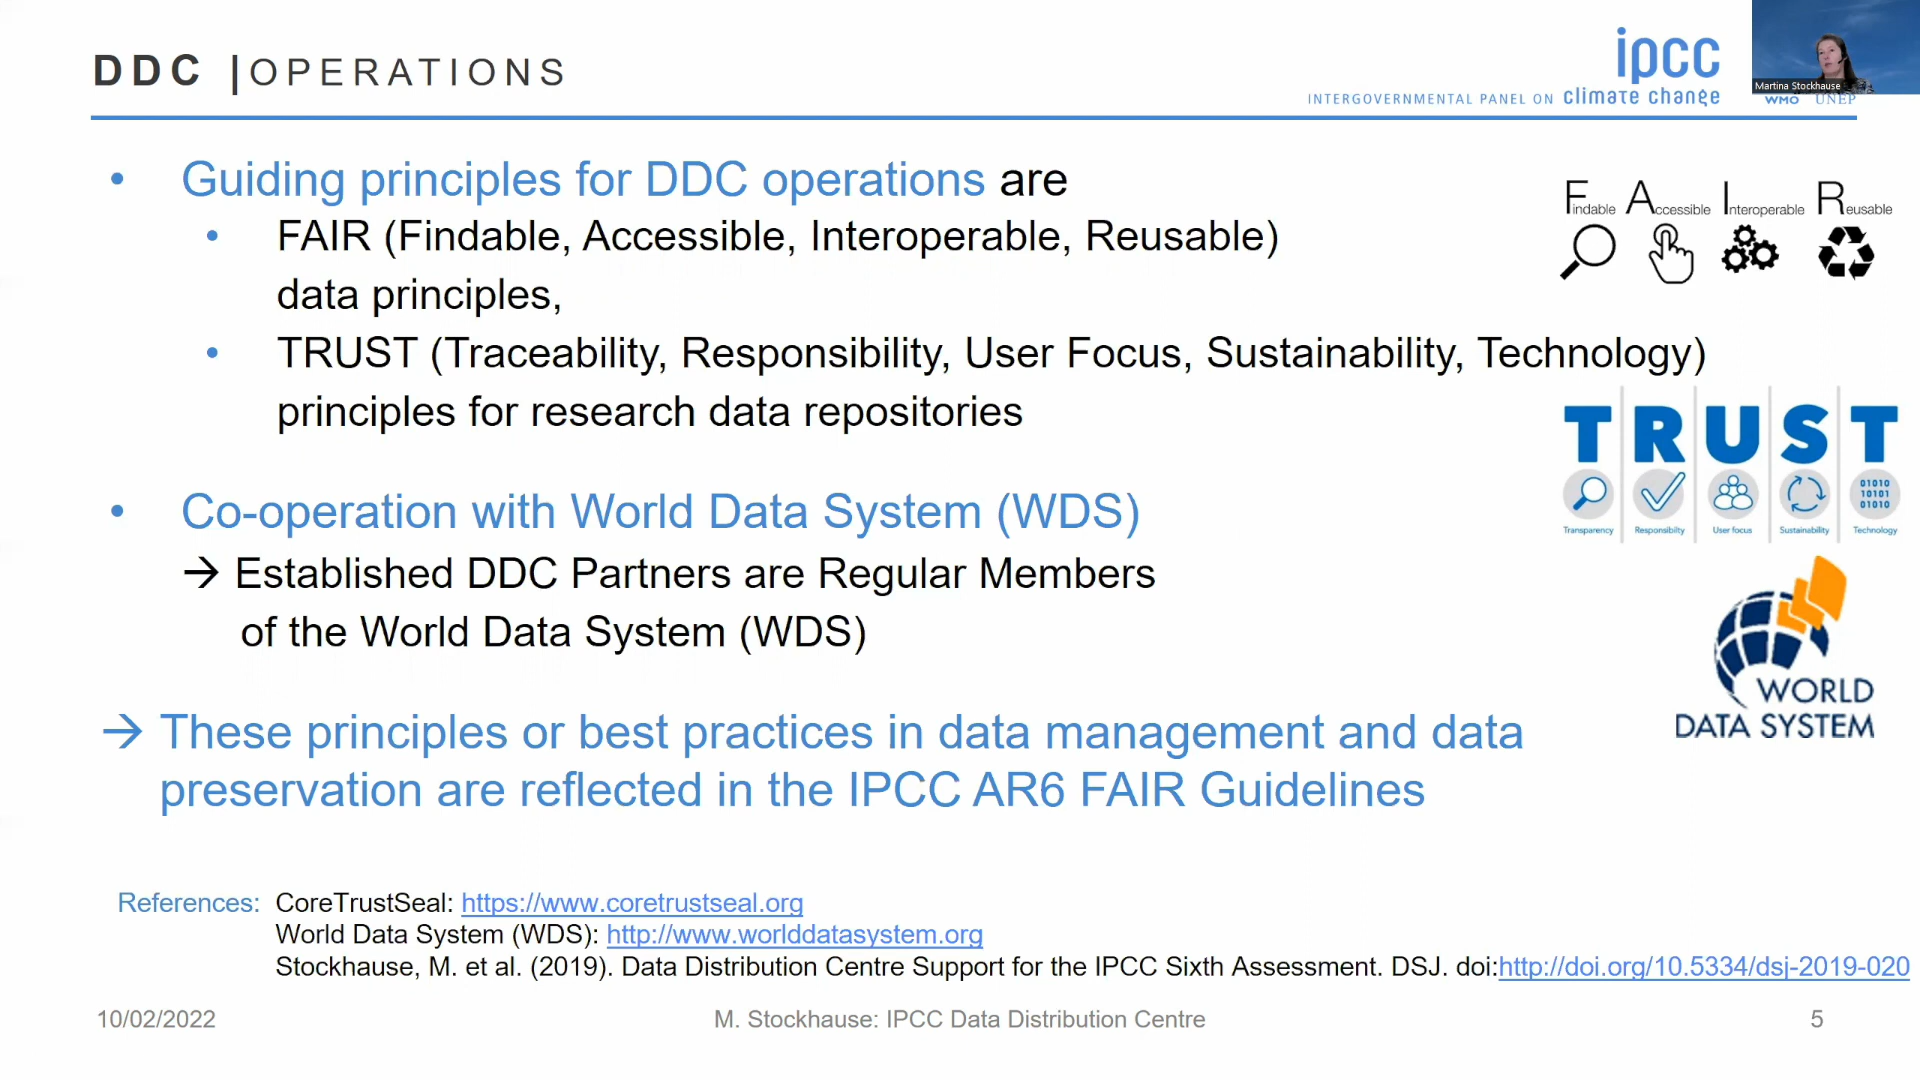 DDC |OPERATIONS
ipcc
INTERGOVERNMENTAL PANEL ON climate change
Martina Stockhause
WMO UNEP
• Guiding principles for DDC operations are
• FAIR (Findable, Accessible, Interoperable, Reusable)
data principles,
• TRUST (Traceability, Responsibility, User Focus, Sustainability, Technology)
principles for research data repositories
Findable Accessible Interoperable Reusable
TRUST
01010
10101
01010
Transparency Responsibilty User focus Sustainability Technology
• Co-operation with World Data System (WDS)
→ Established DDC Partners are Regular Members
of the World Data System (WDS)
WORLD
DATA SYSTEM
→ These principles or best practices in data management and data
preservation are reflected in the IPCC AR6 FAIR Guidelines
References: CoreTrustSeal: https://www.coretrustseal.org
World Data System (WDS): http://www.worlddatasystem.org
Stockhause, M. et al. (2019). Data Distribution Centre Support for the IPCC Sixth Assessment. DSJ. doi:http://doi.org/10.5334/dsj-2019-020
10/02/2022 M. Stockhause: IPCC Data Distribution Centre 5